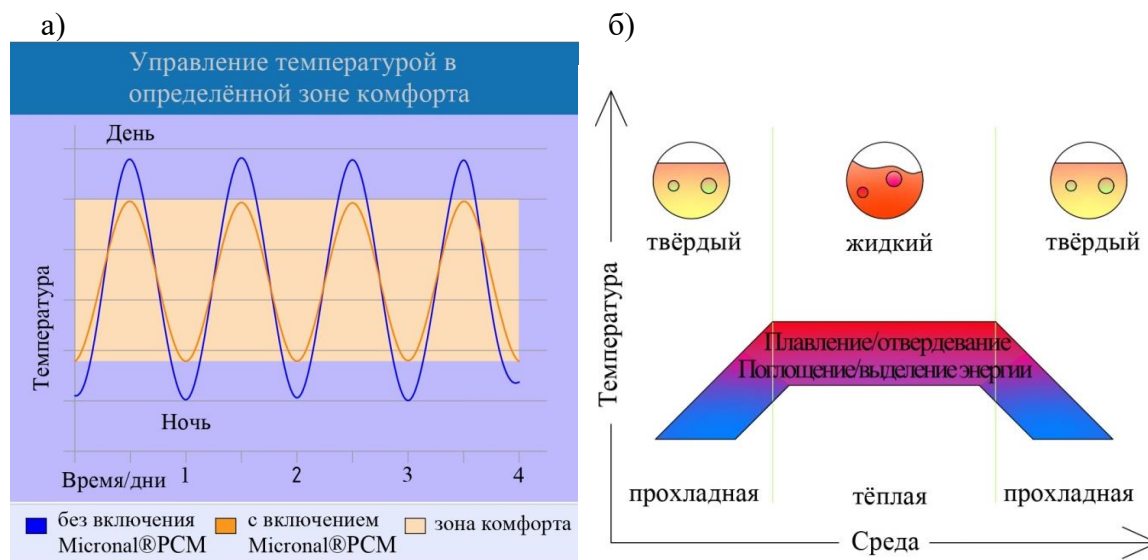 а)
Управление температурой в
определённой зоне комфорта
День
Температура
Ночь
Время/дни
1
2
3
4
без включения
Micronal®PCM
с включением
Micronal®PCM
зона комфорта
б)
твёрдый
жидкий
твёрдый
Температура
Плавление/отвердевание
Поглощение/выделение энергии
прохладная
тёплая
прохладная
Среда